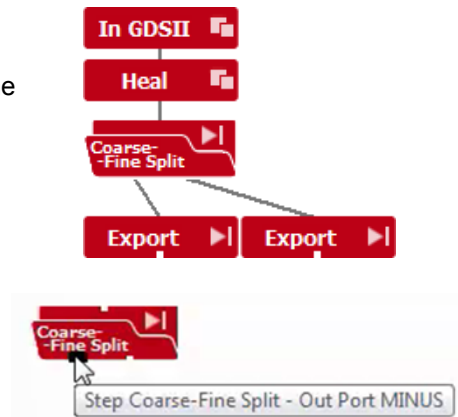 In GDSII
e
Heal
Coarse-
-Fine Split
Export
Export
Coarse-
-Fine Split
Step Coarse-Fine Split - Out Port MINUS